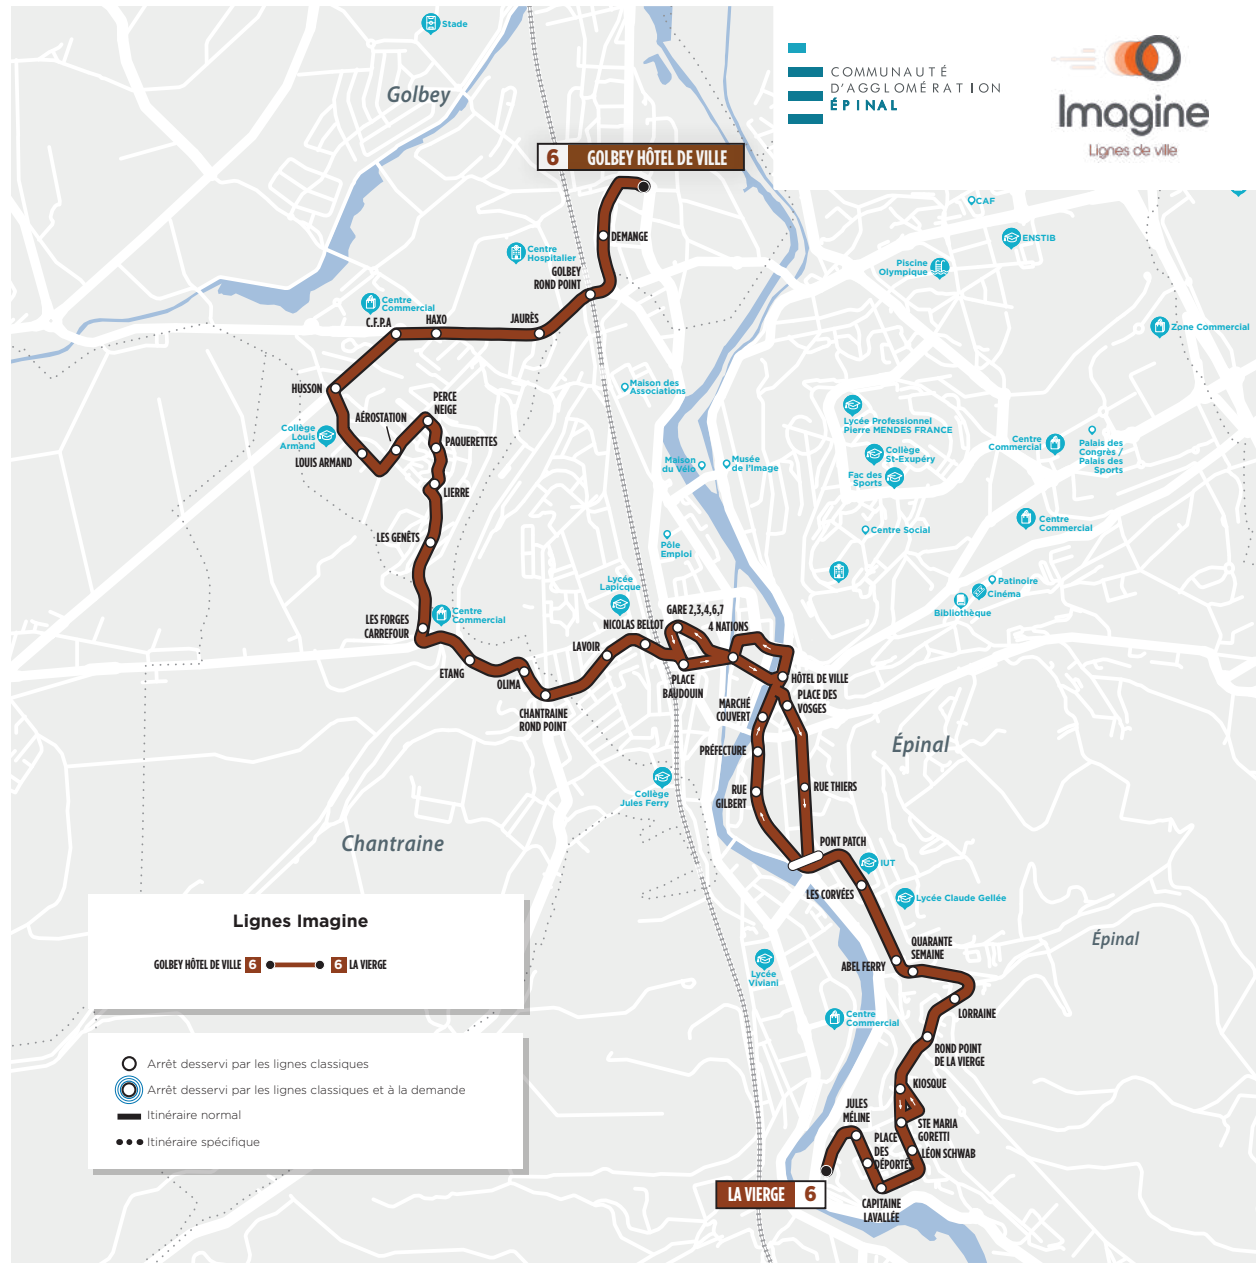 Stade
Golbey
COMMUNAUTÉ
D'AGGLOMÉRATION
ÉPINAL
Imagine
Lignes de ville
6 GOLBEY HÔTEL DE VILLE
CAF
ENSTIB
Piscine
Olympique
DEMANGE
Centre
Hospitalier
GOLBEY
ROND POINT
Centre
Commercial
C.F.P.A
HAXO
JAURÈS
Zone Commercial
HUSSON
Maison des
Associations
PERCE
NEIGE
AÉROSTATION
Collège
Louis
Armand
PAQUERETTES
LOUIS ARMAND
LIERRE
Lycée Professionnel
Pierre MENDES FRANCE
Collège
St-Exupéry
Fac des
Sports
Centre
Commercial
Palais des
Congrès /
Palais des
Sports
Maison
du Vélo
Musée
de l'Image
LES GENÊTS
Pôle
Emploi
Centre Social
Centre
Commercial
Patinoire
Cinéma
Bibliothèque
Lycée
Lapicque
LES FORGES
CARREFOUR
Centre
Commercial
NICOLAS BELLOT
GARE 2,3,4,6,7
4 NATIONS
LAVOIR
ETANG
OLIMA
CHANTRAINE
ROND POINT
PLACE
BAUDOUIN
HÔTEL DE VILLE
PLACE DES
VOSGES
MARCHÉ
COUVERT
PRÉFECTURE
Épinal
Collège
Jules Ferry
RUE
GILBERT
RUE THIERS
Chantraine
PONT PATCH
IUT
LES CORVÉES
Lycée Claude Gellée
Lignes Imagine
GOLBEY HÔTEL DE VILLE 6 6 LA VIERGE
Épinal
QUARANTE
SEMAINE
ABEL FERRY
Lycée
Viviani
LORRAINE
Centre
Commercial
ROND POINT
DE LA VIERGE
Arrêt desservi par les lignes classiques
Arrêt desservi par les lignes classiques et à la demande
Itinéraire normal
Itinéraire spécifique
KIOSQUE
JULES
MÉLINE
STE MARIA
GORETTI
PLACE
DES
DÉPORTÉS
LÉON SCHWAB
LA VIERGE 6
CAPITAINE
LAVALLÉE